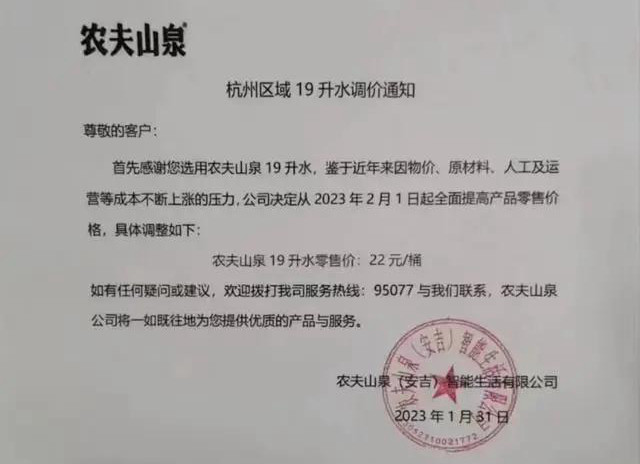 农夫山泉
杭州区域 19 升水调价通知
尊敬的客户：
首先感谢您选用农夫山泉 19 升水，鉴于近年来因物价、原材料、人工及运
营等成本不断上涨的压力,公司决定从 2023 年 2 月 1 日起全面提高产品零售价
格，具体调整如下：
农夫山泉 19 升水零售价：22 元/桶
如有任何疑问或建议，欢迎拨打我司服务热线：95077 与我们联系，农夫山泉
公司将一如既往地为您提供优质的产品与服务。
农夫山泉（安吉）智能生活有限公司
2023 年 1 月 31 日
农夫山泉（安吉）智能生活有限公司